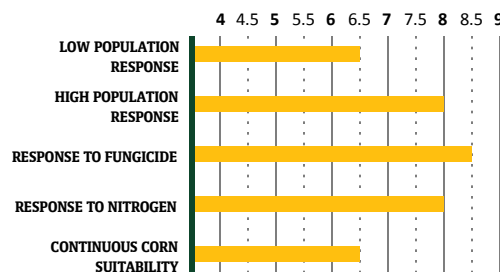 4 4.5 5 5.5 6 6.5 7 7.5 8 8.5 9
LOW POPULATION
RESPONSE
HIGH POPULATION
RESPONSE
RESPONSE TO FUNGICIDE
RESPONSE TO NITROGEN
CONTINUOUS CORN
SUITABILITY